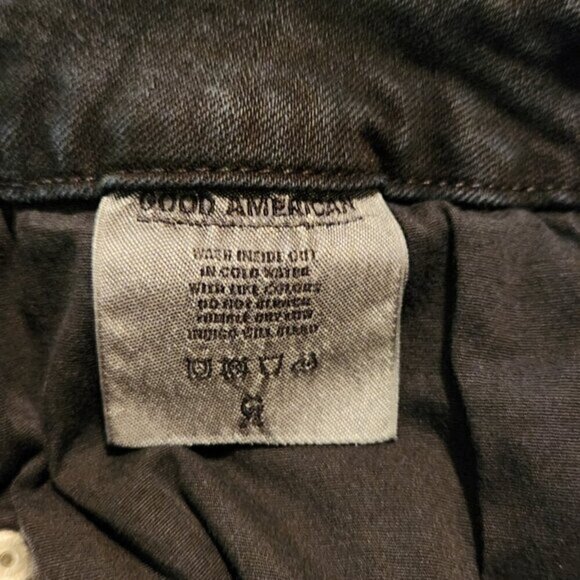 GOOD AMERICAN
WASH INSIDE OUT
IN COLD WATER
WITH LIKE COLORS
DO NOT BLEACH
TUMBLE DRY LOW
INDIGO WILL BLEED